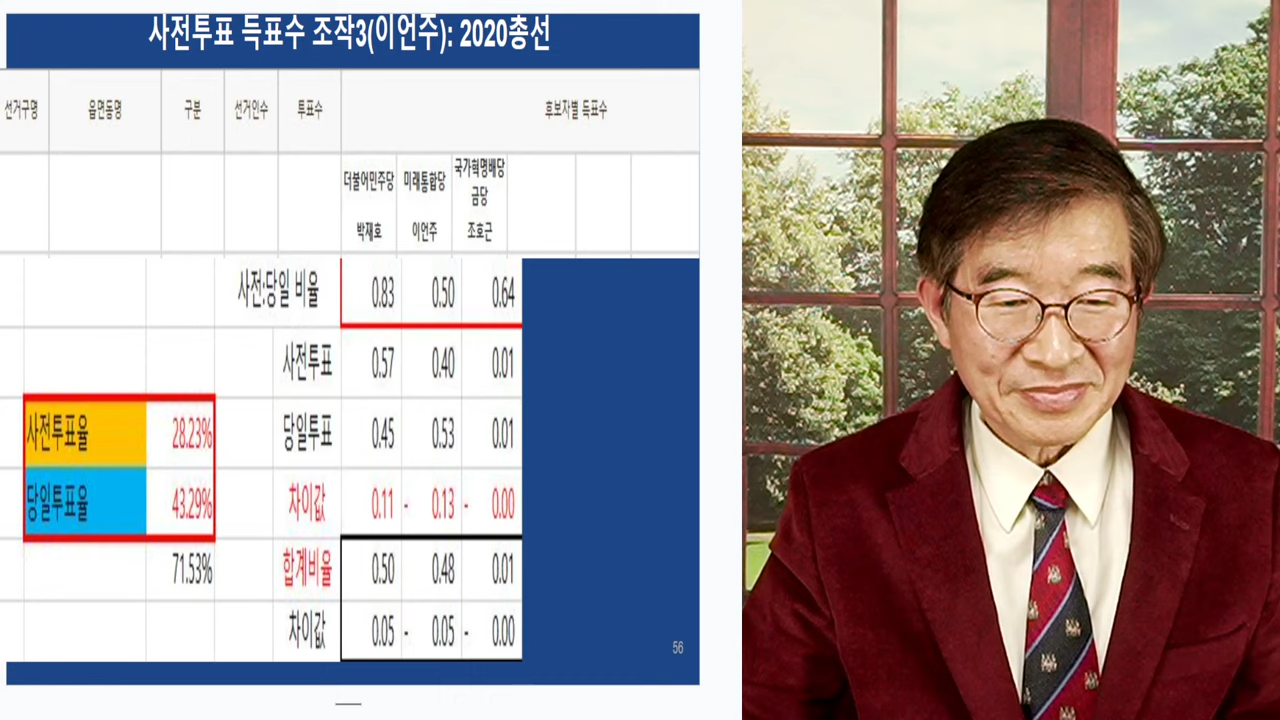 사전투표 득표수 조작3(이언주): 2020총선
선거구명 읍면동명 구분 선거인수 투표수 후보자별 득표수
더불어민주당 미래통합당 국가혁명배당
금당
박재호 이언주 조호근
사전:당일 비율 0.83 0.50 0.64
사전투표 0.57 0.40 0.01
사전투표율 28.23% 당일투표 0.45 0.53 0.01
당일투표율 43.29% 차이값 0.11 - 0.13 - 0.00
71.53% 합계비율 0.50 0.48 0.01
차이값 0.05 - 0.05 - 0.00
56